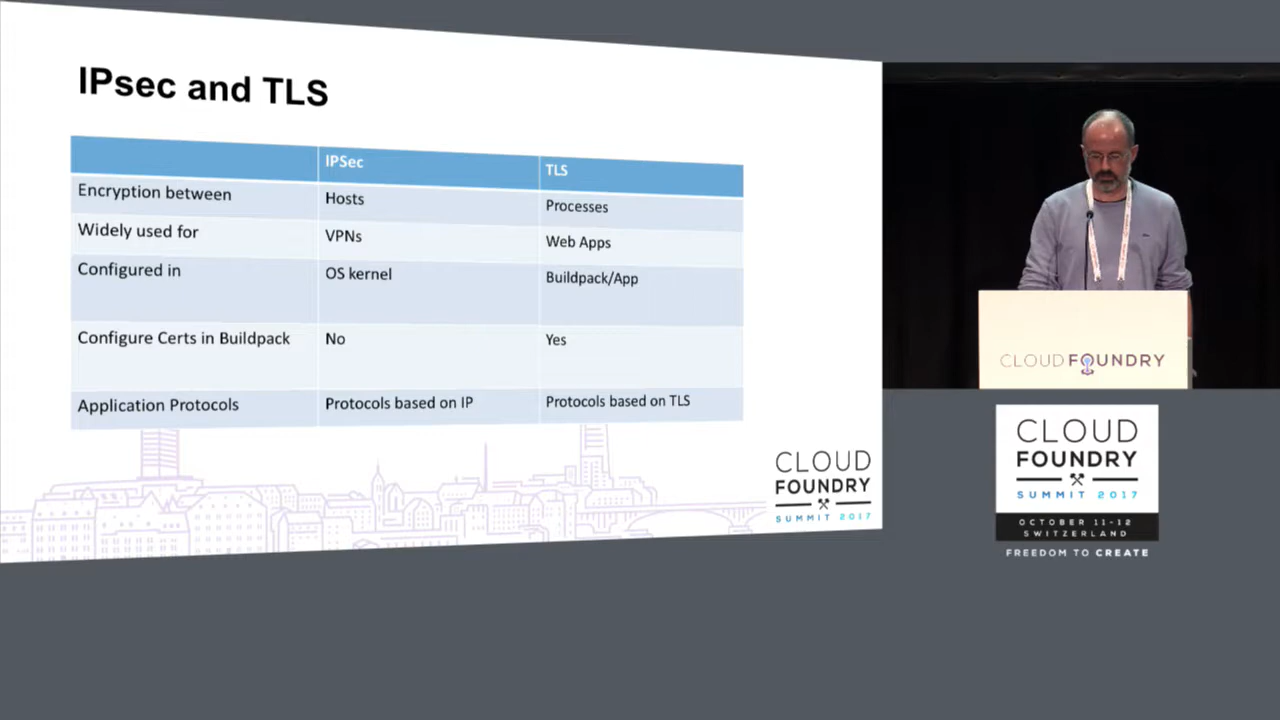 IPsec and TLS
IPSec TLS
Encryption between Hosts Processes
Widely used for VPNs Web Apps
Configured in OS kernel Buildpack/App
Configure Certs in Buildpack No Yes
Application Protocols Protocols based on IP Protocols based on TLS
CLOUD
FOUNDRY
SUMMIT 2017
CLOUD FOUNDRY
CLOUD
FOUNDRY
SUMMIT 2017
OCTOBER 11-12
SWITZERLAND
FREEDOM TO CREATE